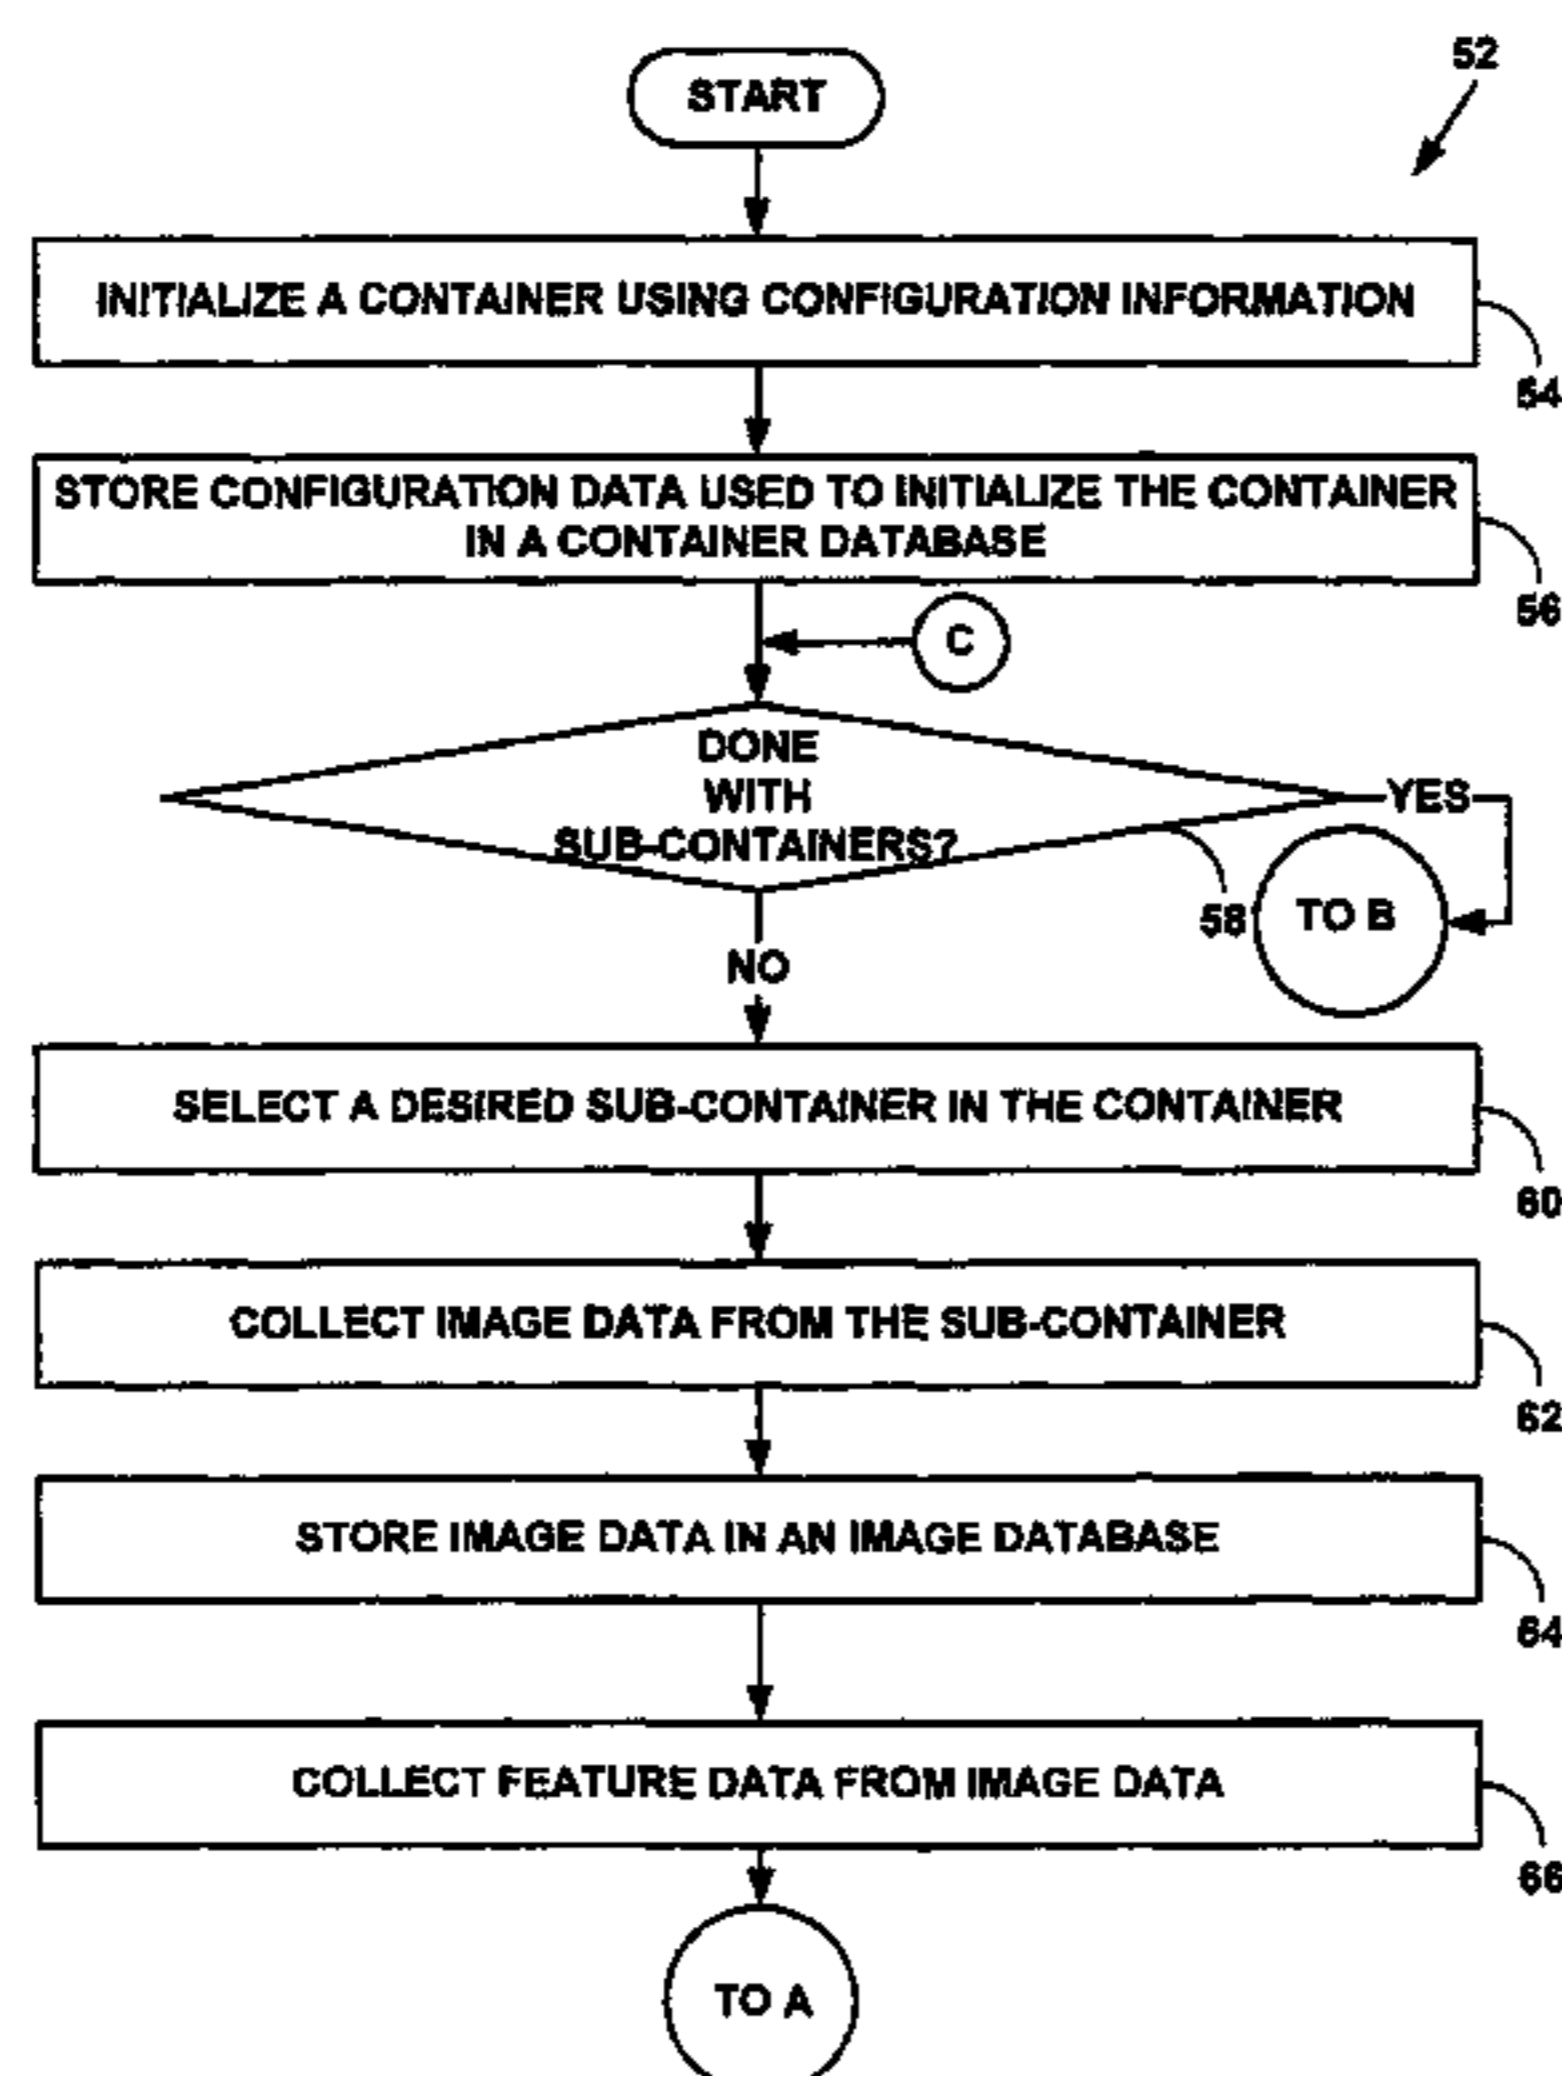 52
START
INITIALIZE A CONTAINER USING CONFIGURATION INFORMATION
54
STORE CONFIGURATION DATA USED TO INITIALIZE THE CONTAINER
IN A CONTAINER DATABASE
56
C
DONE
WITH
SUB-CONTAINERS?
YES
58
TO B
NO
SELECT A DESIRED SUB-CONTAINER IN THE CONTAINER
60
COLLECT IMAGE DATA FROM THE SUB-CONTAINER
62
STORE IMAGE DATA IN AN IMAGE DATABASE
64
COLLECT FEATURE DATA FROM IMAGE DATA
66
TO A